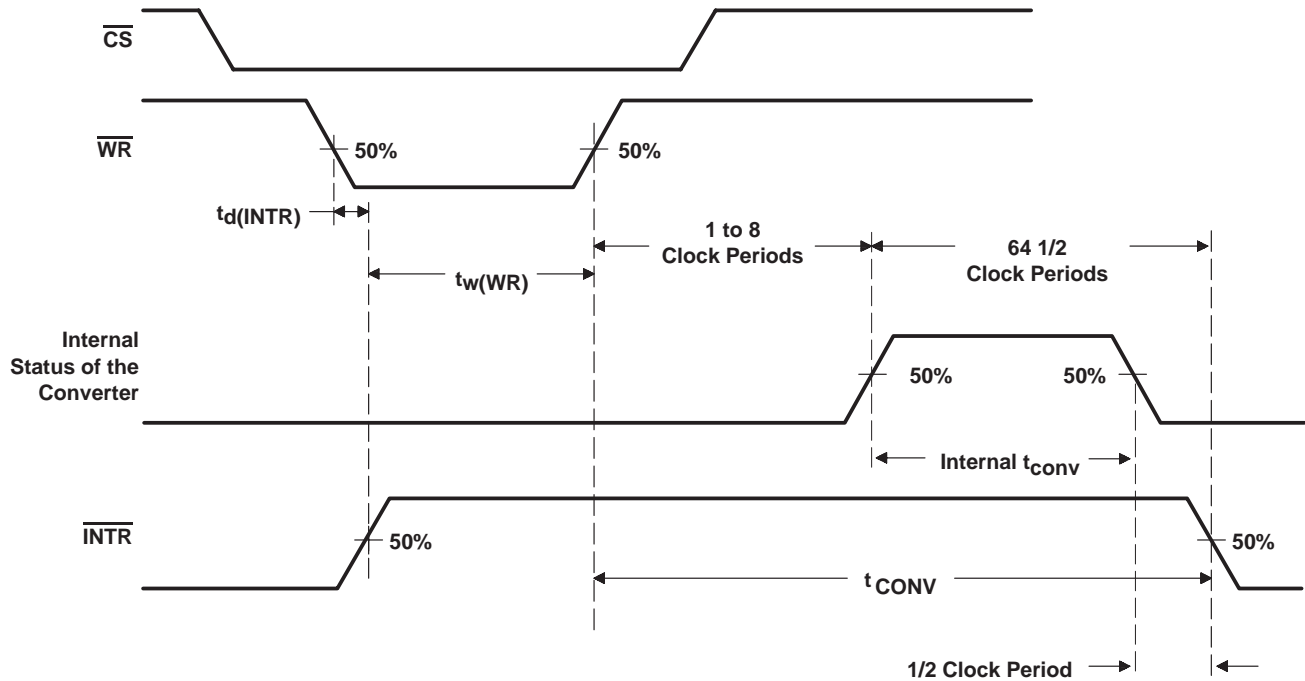 CS
WR
50%
50%
td(INTR)
1 to 8
Clock Periods
64 1/2
Clock Periods
tw(WR)
Internal
Status of the
Converter
50%
50%
Internal tconv
INTR
50%
50%
tCONV
1/2 Clock Period